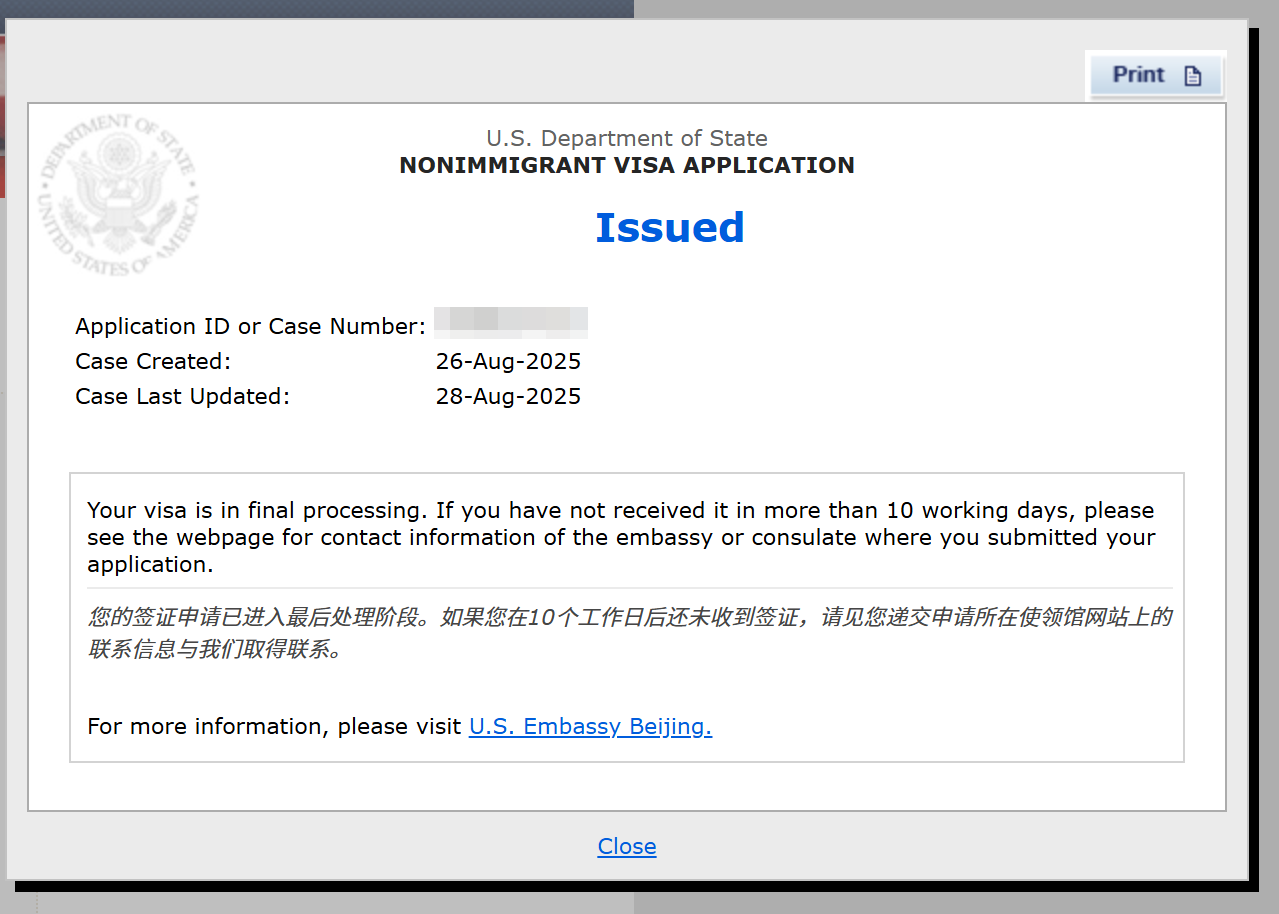 Print
DEPARTMENT OF STATE
UNITED STATES OF AMERICA
U.S. Department of State
NONIMMIGRANT VISA APPLICATION
Issued
Application ID or Case Number:
Case Created: 26-Aug-2025
Case Last Updated: 28-Aug-2025
Your visa is in final processing. If you have not received it in more than 10 working days, please
see the webpage for contact information of the embassy or consulate where you submitted your
application.
您的签证申请已进入最后处理阶段。如果您在10个工作日后还未收到签证，请见您递交申请所在使领馆网站上的
联系信息与我们取得联系。
For more information, please visit U.S. Embassy Beijing.
Close